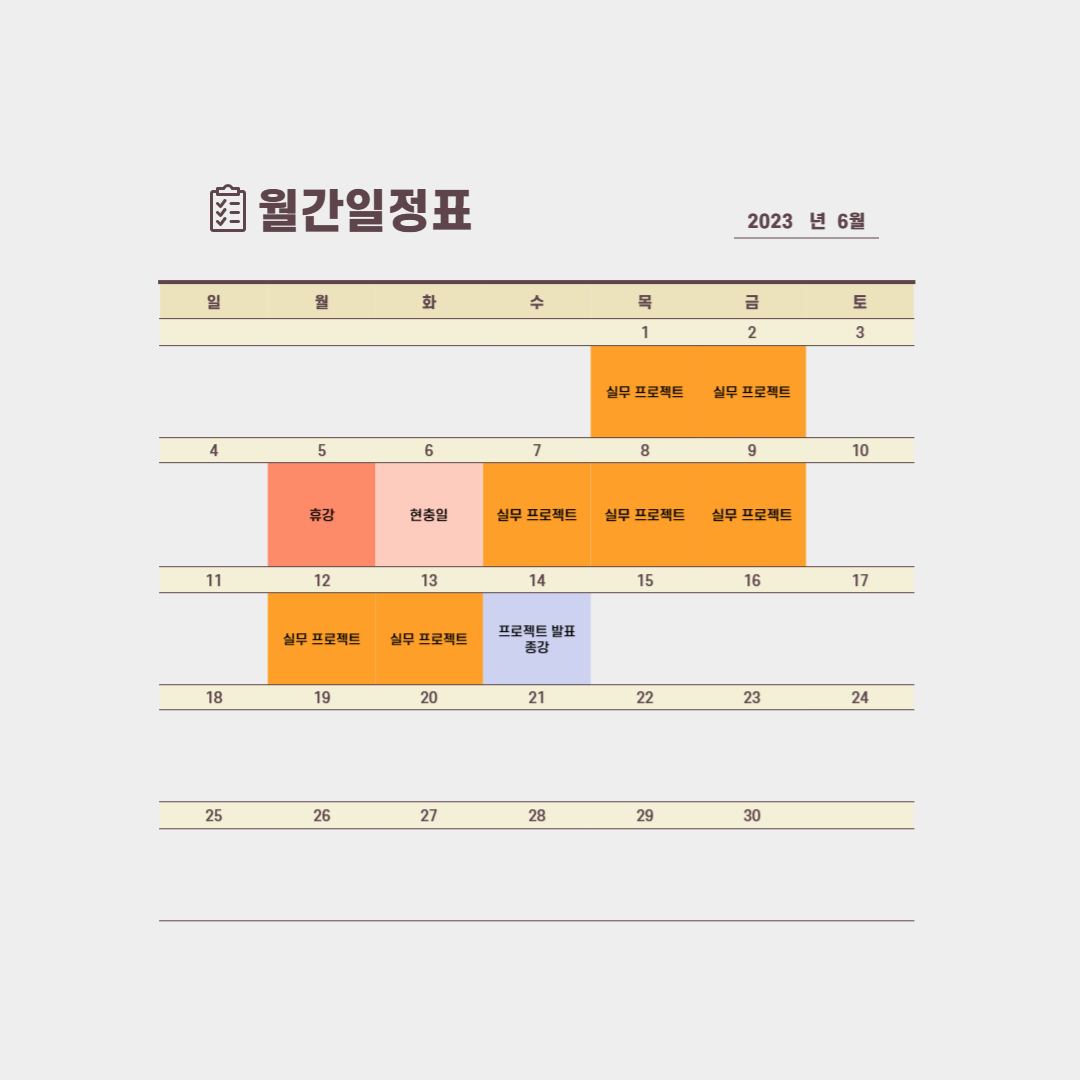 월간일정표
2023 년 6월
일 월 화 수 목 금 토
1 2 3
실무 프로젝트 실무 프로젝트
4 5 6 7 8 9 10
휴강 현충일 실무 프로젝트 실무 프로젝트 실무 프로젝트
11 12 13 14 15 16 17
실무 프로젝트 실무 프로젝트 프로젝트 발표
종강
18 19 20 21 22 23 24
25 26 27 28 29 30